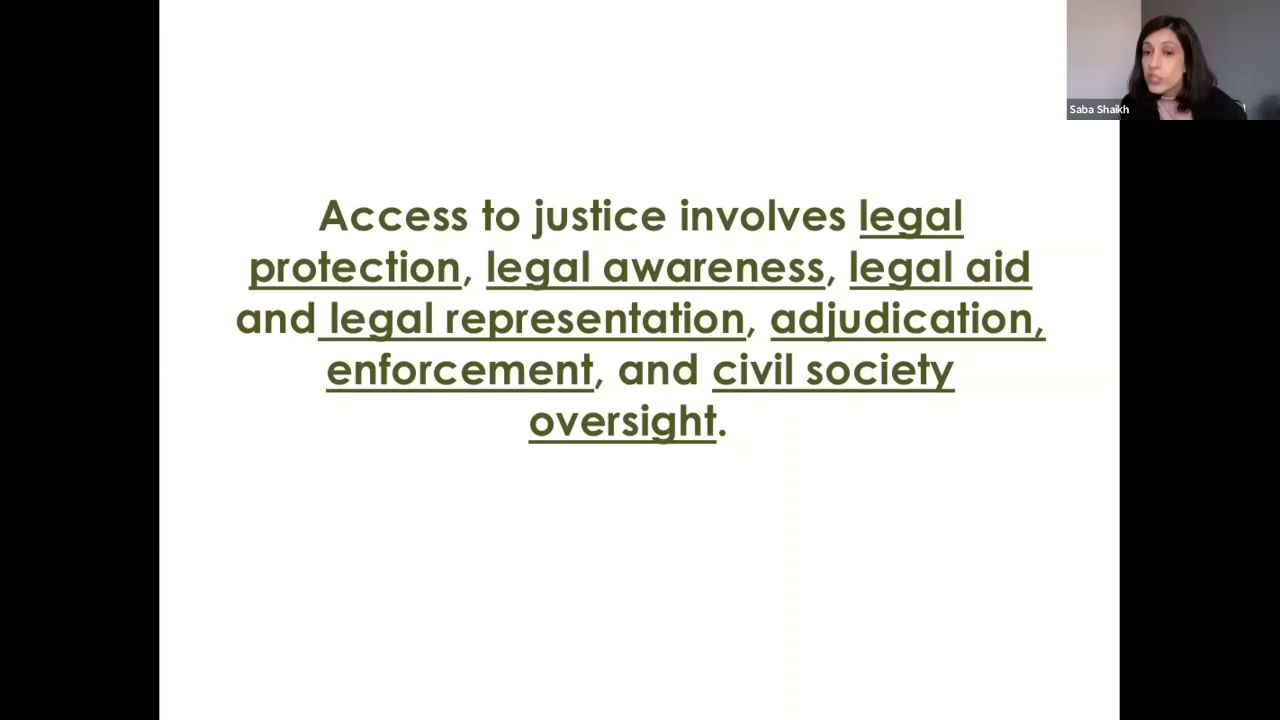 Saba Shaikh
Access to justice involves legal
protection, legal awareness, legal aid
and legal representation, adjudication,
enforcement, and civil society
oversight.